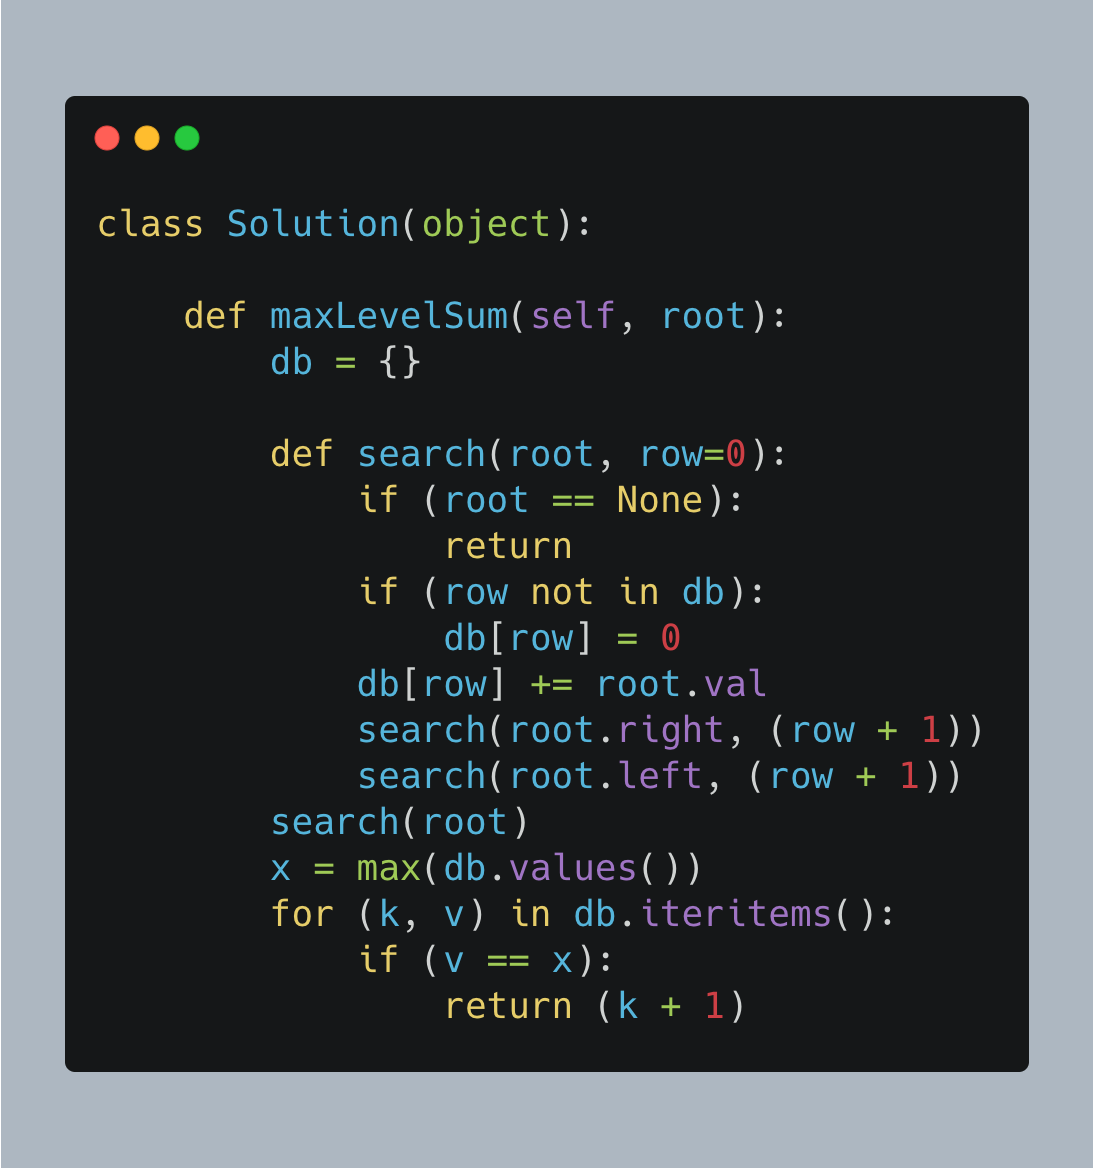 class Solution(object):

    def maxLevelSum(self, root):
        db = {}

        def search(root, row=0):
            if (root == None):
                return
            if (row not in db):
                db[row] = 0
            db[row] += root.val
            search(root.right, (row + 1))
            search(root.left, (row + 1))
        search(root)
        x = max(db.values())
        for (k, v) in db.iteritems():
            if (v == x):
                return (k + 1)